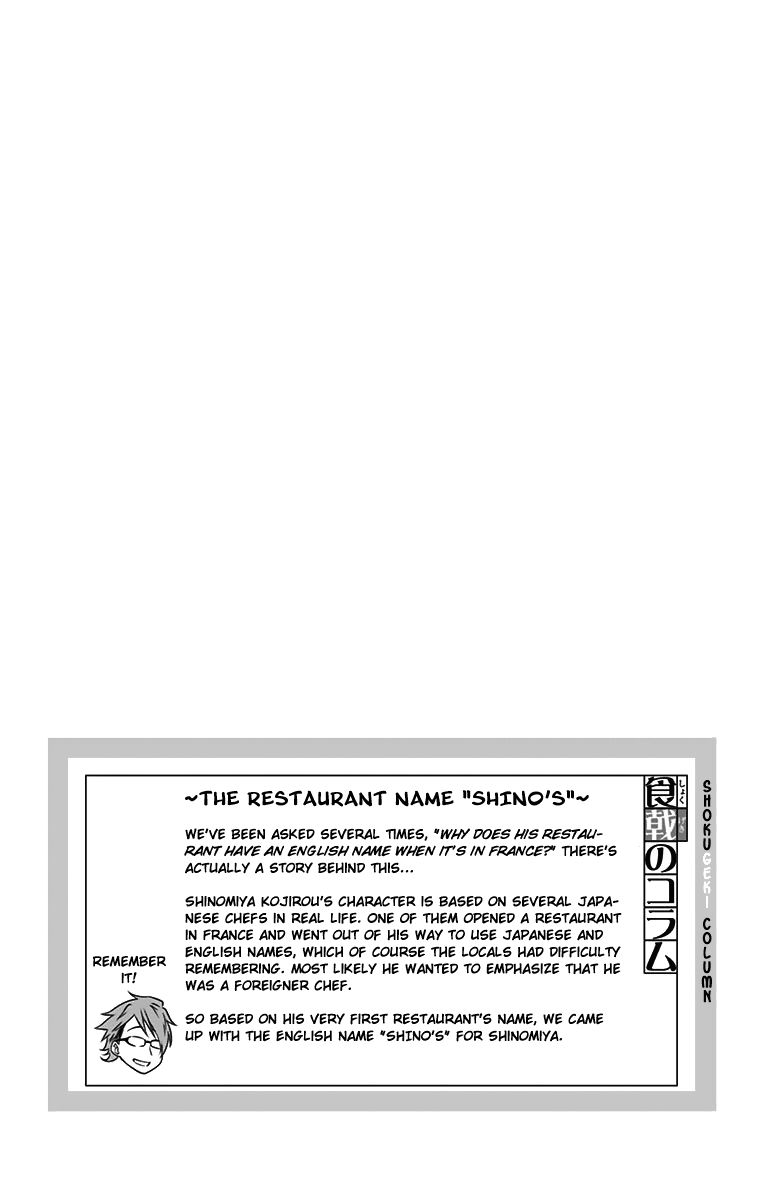 ~THE RESTAURANT NAME "SHINO'S"~
WE'VE BEEN ASKED SEVERAL TIMES, "WHY DOES HIS RESTAU-
RANT HAVE AN ENGLISH NAME WHEN IT'S IN FRANCE?" THERE'S
ACTUALLY A STORY BEHIND THIS...
SHINOMIYA KOJIROU'S CHARACTER IS BASED ON SEVERAL JAPA-
NESE CHEFS IN REAL LIFE. ONE OF THEM OPENED A RESTAURANT
IN FRANCE AND WENT OUT OF HIS WAY TO USE JAPANESE AND
ENGLISH NAMES, WHICH OF COURSE THE LOCALS HAD DIFFICULTY
REMEMBERING. MOST LIKELY HE WANTED TO EMPHASIZE THAT HE
WAS A FOREIGNER CHEF.
SO BASED ON HIS VERY FIRST RESTAURANT'S NAME, WE CAME
UP WITH THE ENGLISH NAME "SHINO'S" FOR SHINOMIYA.
REMEMBER
IT!
食戟のコラム
しょく
げき
SHOKUGEKI COLUMN